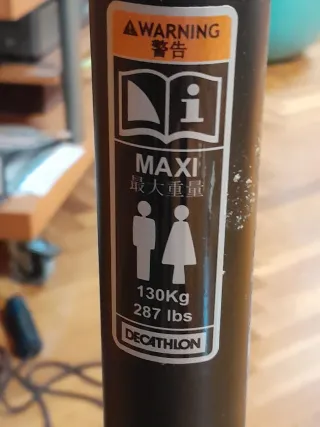 WARNING
警告
MAXI
最大重量
130Kg
287 lbs
DECATHLON